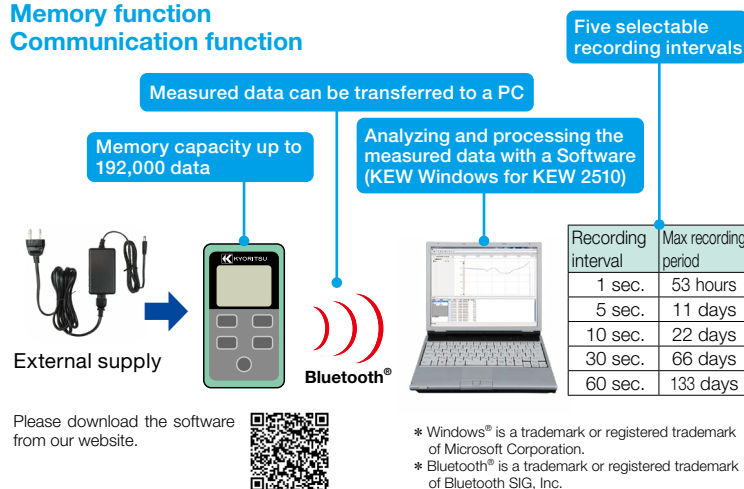 Memory function
Communication function
Five selectable
recording intervals
Measured data can be transferred to a PC
Memory capacity up to
192,000 data
Analyzing and processing the
measured data with a Software
(KEW Windows for KEW 2510)
KYORITSU
External supply
Bluetooth®
Recording interval Max recording period
1 sec. 53 hours
5 sec. 11 days
10 sec. 22 days
30 sec. 66 days
60 sec. 133 days
Please download the software
from our website.
* Windows® is a trademark or registered trademark
of Microsoft Corporation.
* Bluetooth® is a trademark or registered trademark
of Bluetooth SIG, Inc.